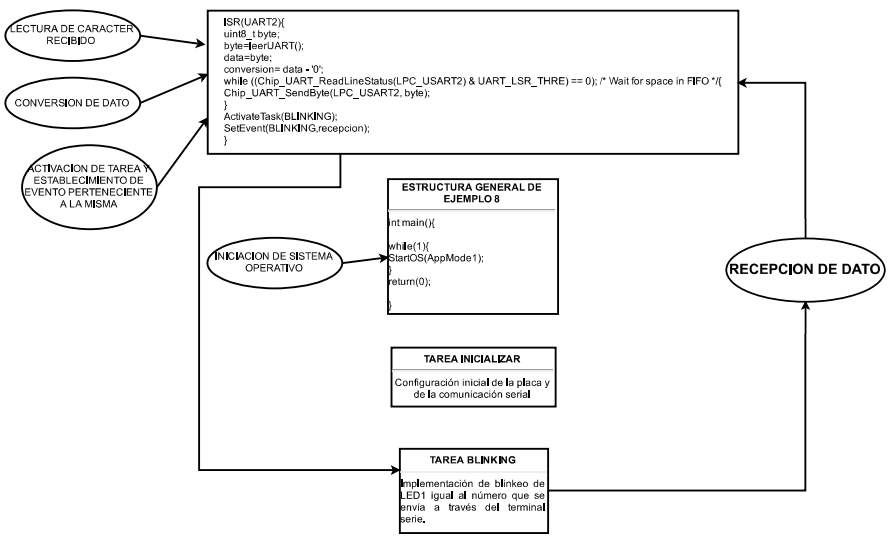 LECTURA DE CARACTER
RECIBIDO
CONVERSION DE DATO
ACTIVACION DE TAREA Y
ESTABLECIMIENTO DE
EVENTO PERTENECIENTE
A LA MISMA
ISR(UART2){
uint8_t byte;
byte=leerUART();
data=byte;
conversion= data - '0';
while ((Chip_UART_ReadLineStatus(LPC_USART2) & UART_LSR_THRE) == 0); /* Wait for space in FIFO */{
Chip_UART_SendByte(LPC_USART2, byte);
}
ActivateTask(BLINKING);
SetEvent(BLINKING,recepcion);
}
ESTRUCTURA GENERAL DE
EJEMPLO 8
int main(){
while(1){
StartOS(AppMode1);
}
return(0);
}
INICIACION DE SISTEMA
OPERATIVO
RECEPCION DE DATO
TAREA INICIALIZAR
Configuración inicial de la placa y
de la comunicación serial
TAREA BLINKING
Implementación de blinkeo de
LED1 igual al número que se
envía a través del terminal
serie.